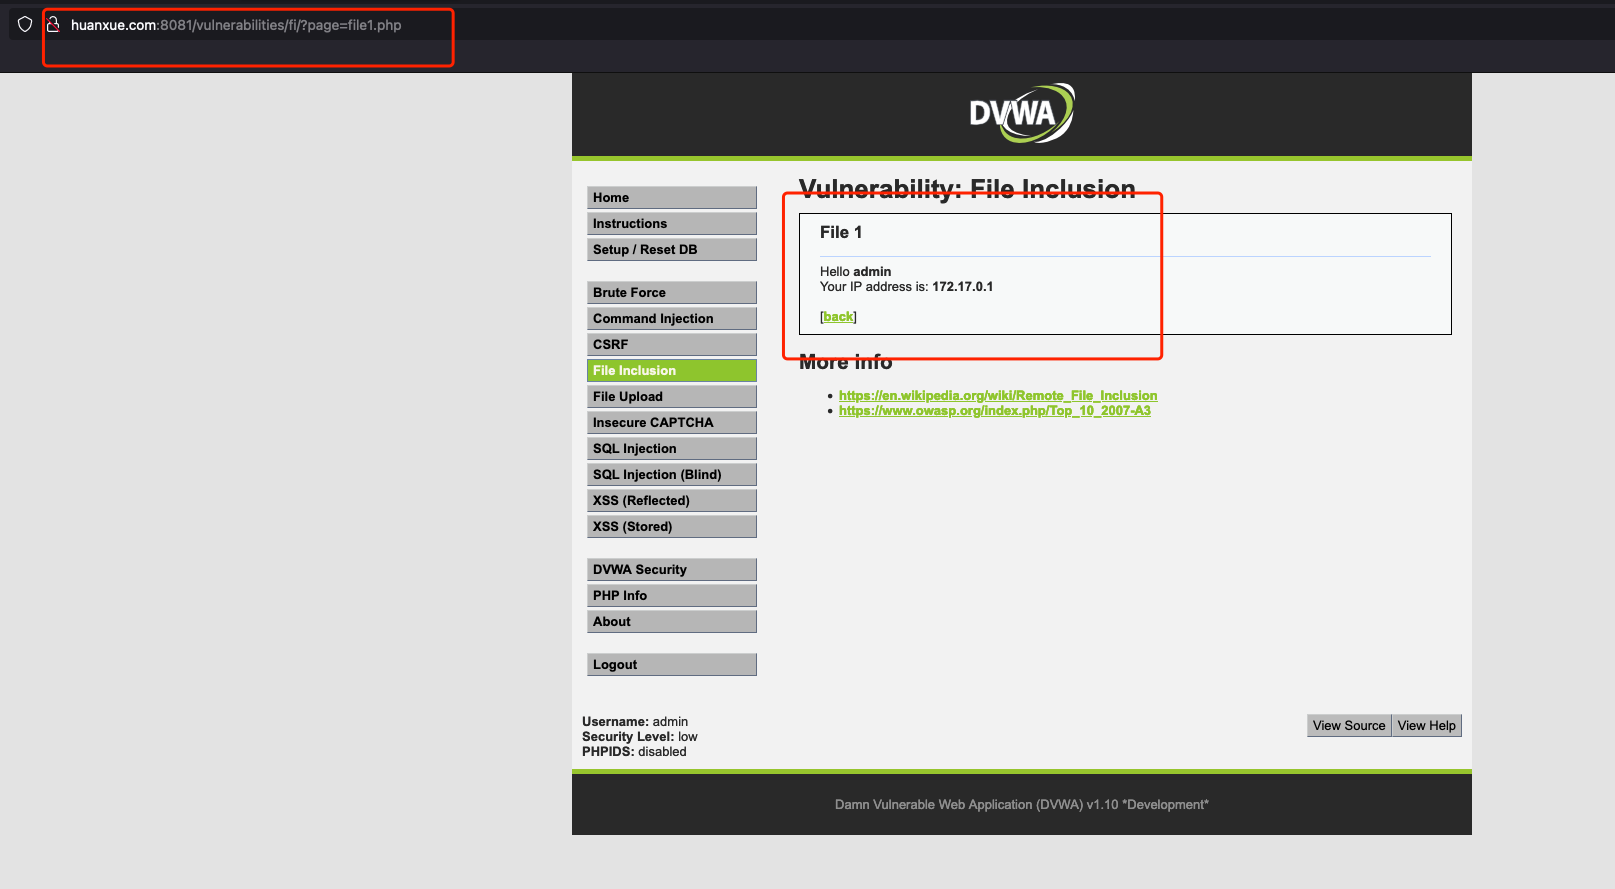 huanxue.com:8081/vulnerabilities/fi/?page=file1.php
DVWA
Home
Instructions
Setup / Reset DB
Brute Force
Command Injection
CSRF
File Inclusion
File Upload
Insecure CAPTCHA
SQL Injection
SQL Injection (Blind)
XSS (Reflected)
XSS (Stored)
DVWA Security
PHP Info
About
Logout
Vulnerability: File Inclusion
File 1
Hello admin
Your IP address is: 172.17.0.1
[back]
More info
https://en.wikipedia.org/wiki/Remote_File_Inclusion
https://www.owasp.org/index.php/Top_10_2007-A3
Username: admin
Security Level: low
PHPIDS: disabled
View Source
View Help
Damn Vulnerable Web Application (DVWA) v1.10 *Development*